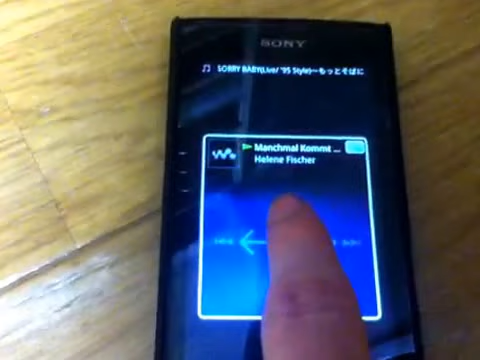 SONY
SORRY BABY(Live/ '95 Style)~もっとそばに
Manchmal Kommt ...
Helene Fischer